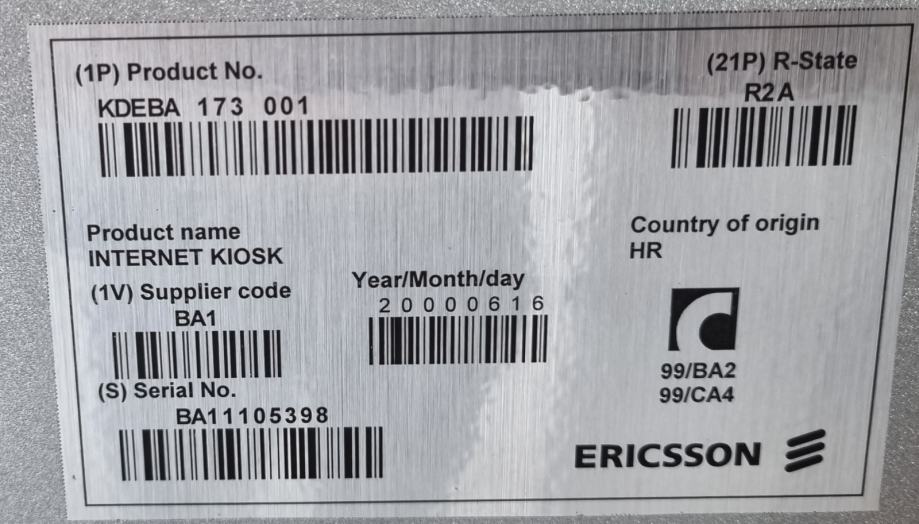 (1P) Product No.
KDEBA 173 001
(21P) R-State
R2A
Product name
INTERNET KIOSK
Country of origin
HR
(1V) Supplier code
BA1
Year/Month/day
20000616
(S) Serial No.
BA11105398
99/BA2
99/CA4
ERICSSON